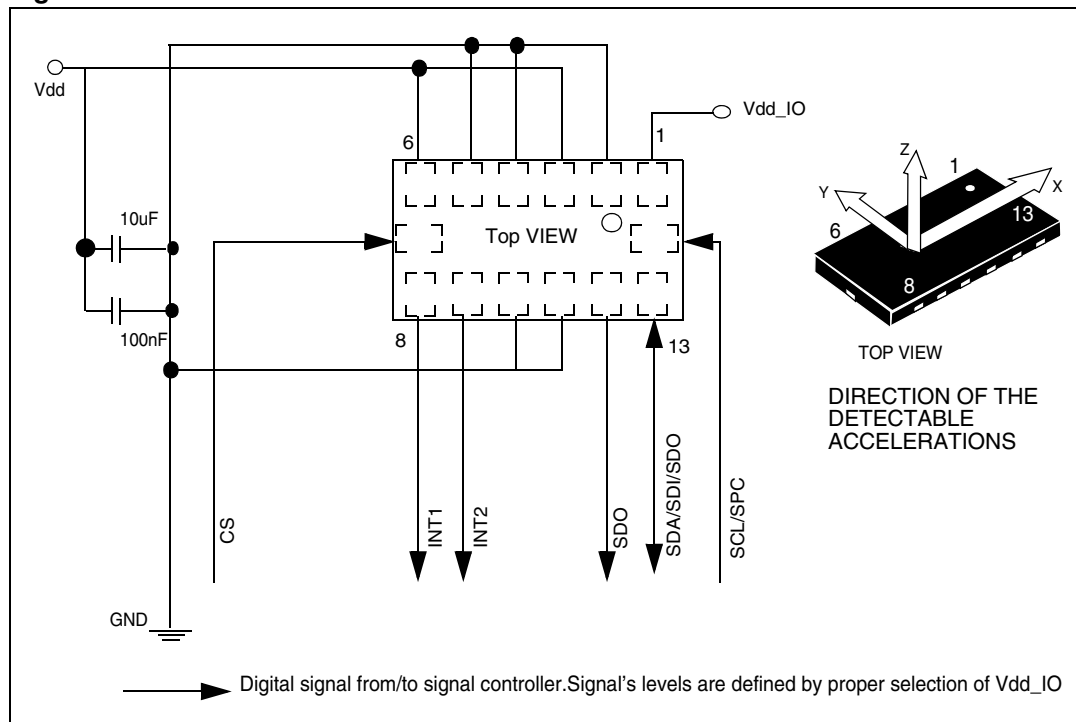 Vdd
6
1
Vdd_IO
10uF
100nF
Top VIEW
8
13
CS
INT1
INT2
SDO
SDA/SDI/SDO
SCL/SPC
GND
Z
1
Y
X
6
13
8
TOP VIEW
DIRECTION OF THE
DETECTABLE
ACCELERATIONS
Digital signal from/to signal controller.Signal's levels are defined by proper selection of Vdd_IO